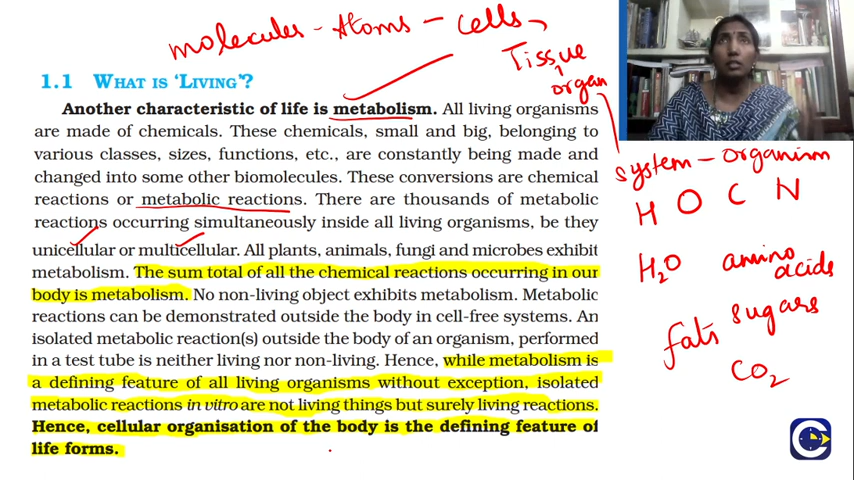 molecules - Atoms - cells
Tissue
organ
system - organism
H O C N
H₂O amino acids
fats sugars
CO₂
1.1 WHAT IS 'LIVING'?
Another characteristic of life is metabolism. All living organisms
are made of chemicals. These chemicals, small and big, belonging to
various classes, sizes, functions, etc., are constantly being made and
changed into some other biomolecules. These conversions are chemical
reactions or metabolic reactions. There are thousands of metabolic
reactions occurring simultaneously inside all living organisms, be they
unicellular or multicellular. All plants, animals, fungi and microbes exhibit
metabolism. The sum total of all the chemical reactions occurring in our
body is metabolism. No non-living object exhibits metabolism. Metabolic
reactions can be demonstrated outside the body in cell-free systems. An
isolated metabolic reaction(s) outside the body of an organism, performed
in a test tube is neither living nor non-living. Hence, while metabolism is
a defining feature of all living organisms without exception, isolated
metabolic reactions in vitro are not living things but surely living reactions.
Hence, cellular organisation of the body is the defining feature of
life forms.